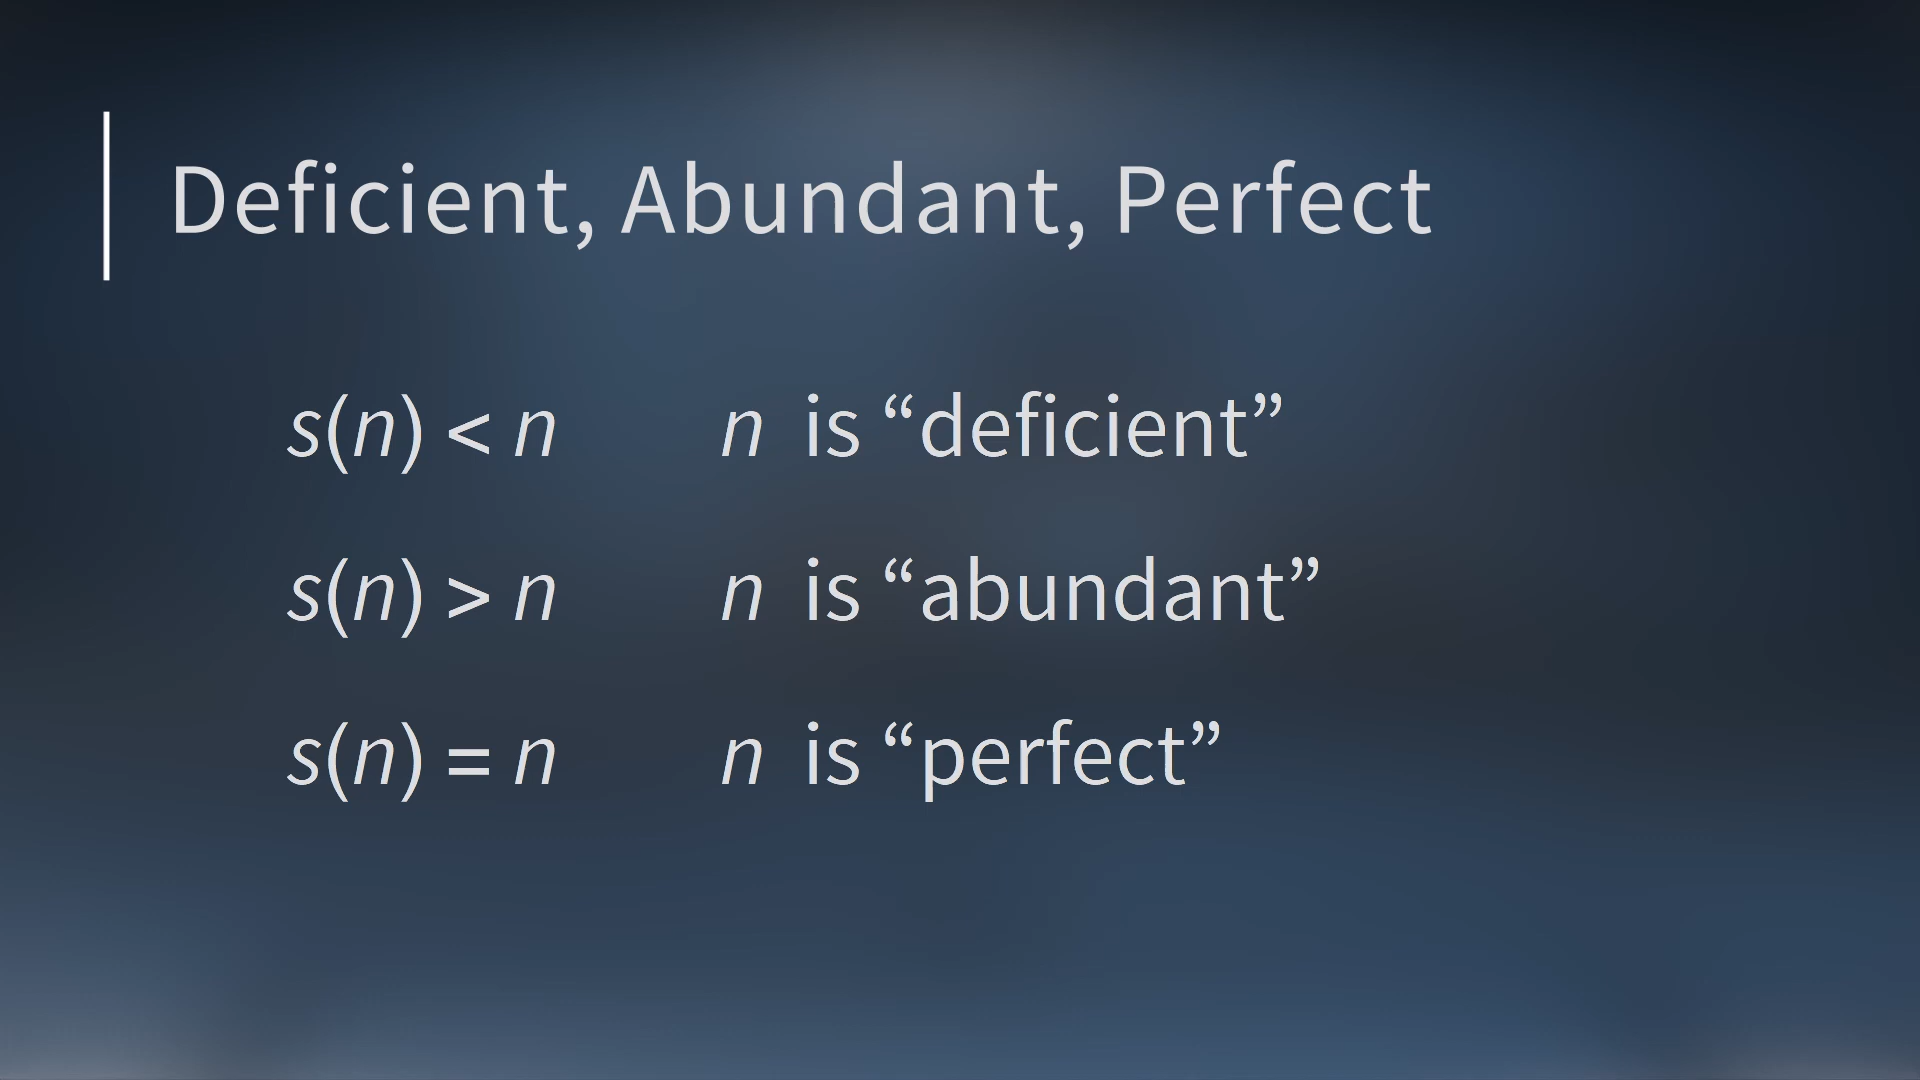 Deficient, Abundant, Perfect
s(n) < n n is “deficient”
s(n) > n n is “abundant”
s(n) = n n is “perfect”